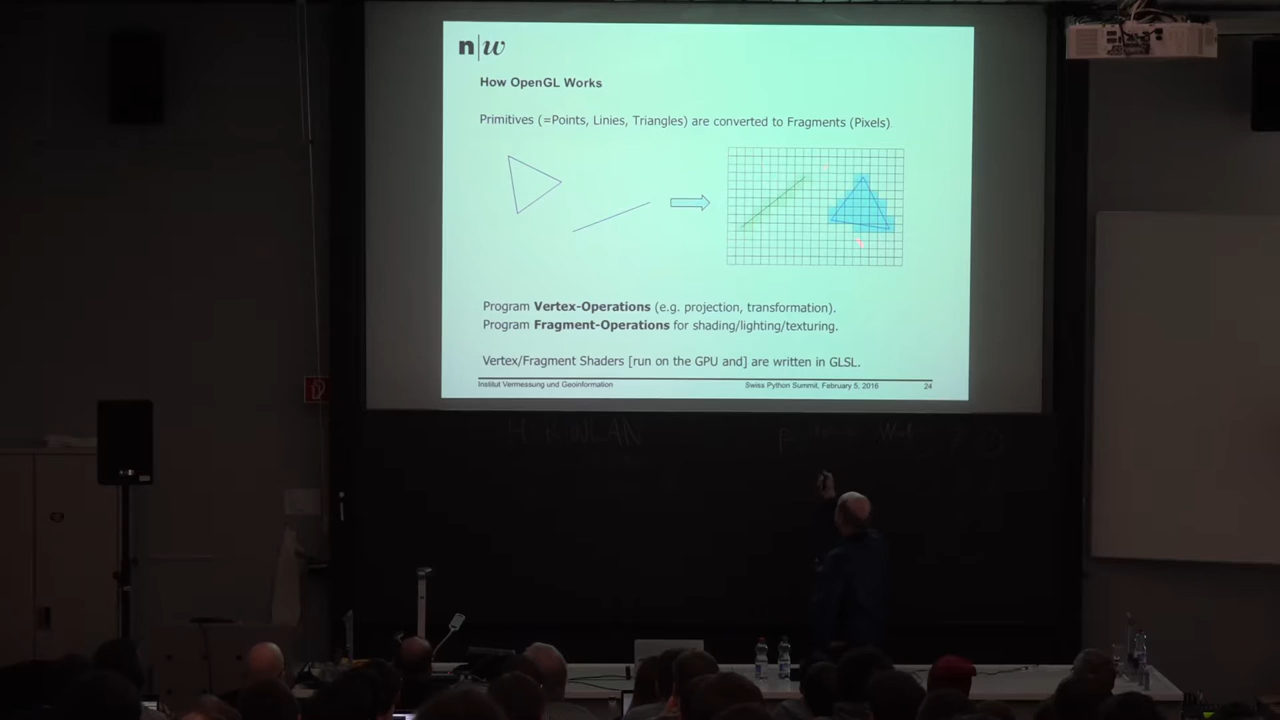 n|w
How OpenGL Works
Primitives (=Points, Linies, Triangles) are converted to Fragments (Pixels).
Program Vertex-Operations (e.g. projection, transformation).
Program Fragment-Operations for shading/lighting/texturing.
Vertex/Fragment Shaders [run on the GPU and] are written in GLSL.
Institut Vermessung und Geoinformation Swiss Python Summit, February 5, 2016 24